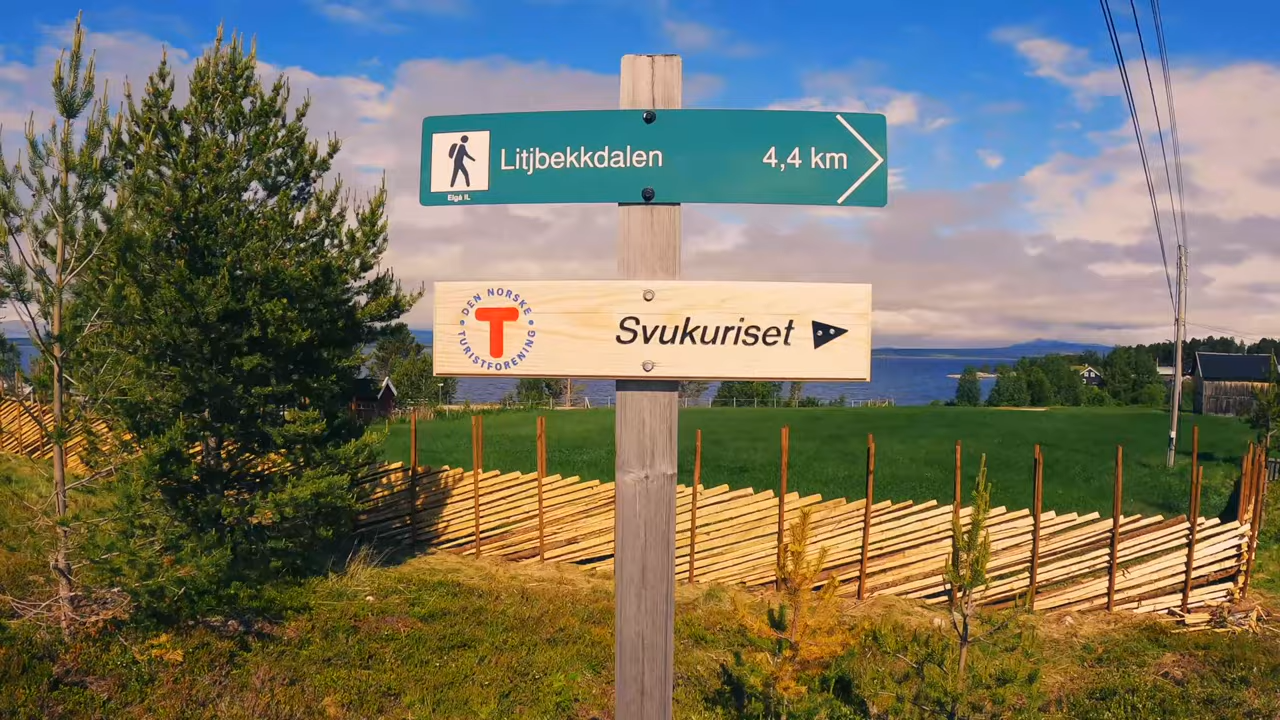 Litjbekkdalen 4,4 km
Elgå IL
DEN NORSKE
T
TURISTFORENING
Svukuriset